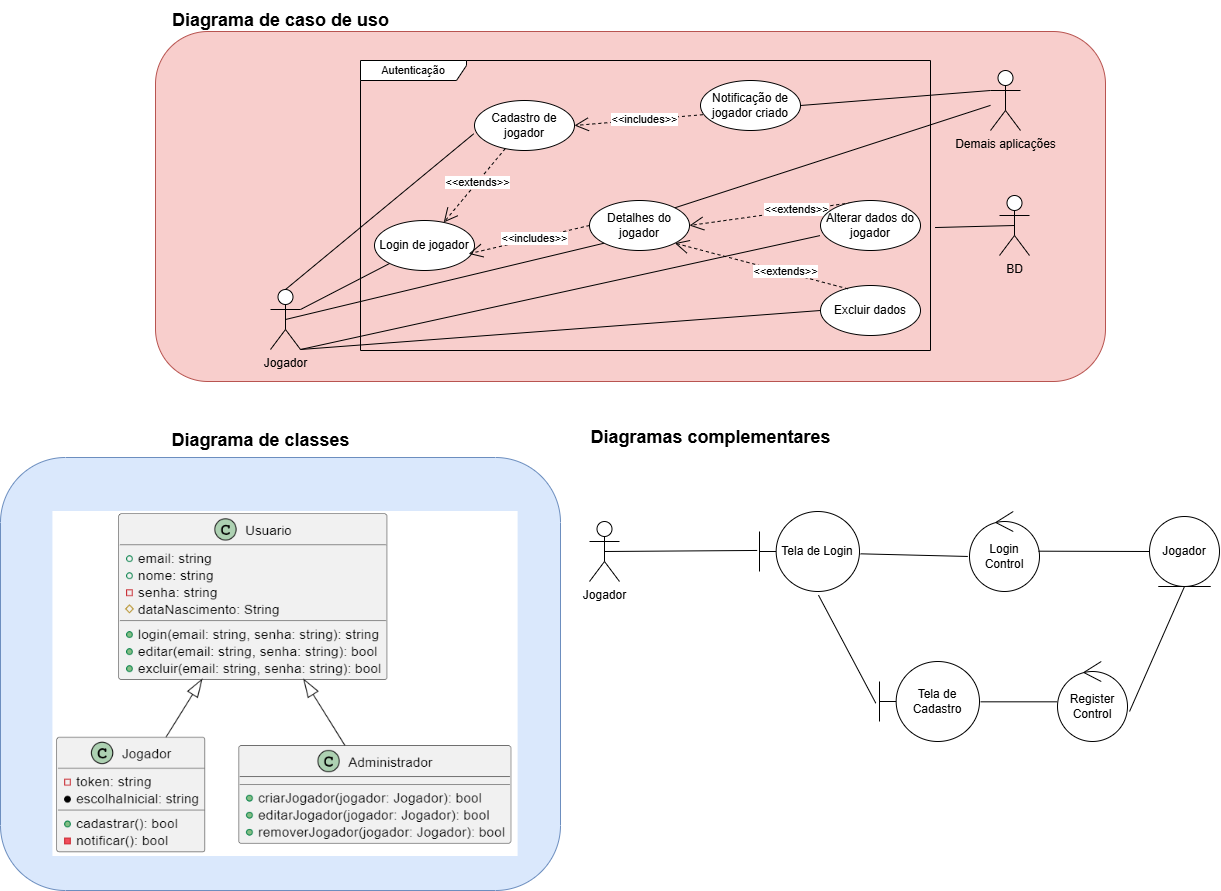 Diagrama de caso de uso
Autenticação
Notificação de
jogador criado
Cadastro de
jogador
<<includes>>
Demais aplicações
<<extends>>
Detalhes do
jogador
<<extends>>
Alterar dados do
jogador
Login de jogador
<<includes>>
BD
<<extends>>
Excluir dados
Jogador
Diagrama de classes
C Usuario
email: string
nome: string
senha: string
dataNascimento: String
login(email: string, senha: string): string
editar(email: string, senha: string): bool
excluir(email: string, senha: string): bool
C Jogador
token: string
escolhaInicial: string
cadastrar(): bool
notificar(): bool
C Administrador
criarJogador(jogador: Jogador): bool
editarJogador(jogador: Jogador): bool
removerJogador(jogador: Jogador): bool
Diagramas complementares
Jogador
Tela de Login
Login
Control
Jogador
Tela de
Cadastro
Register
Control